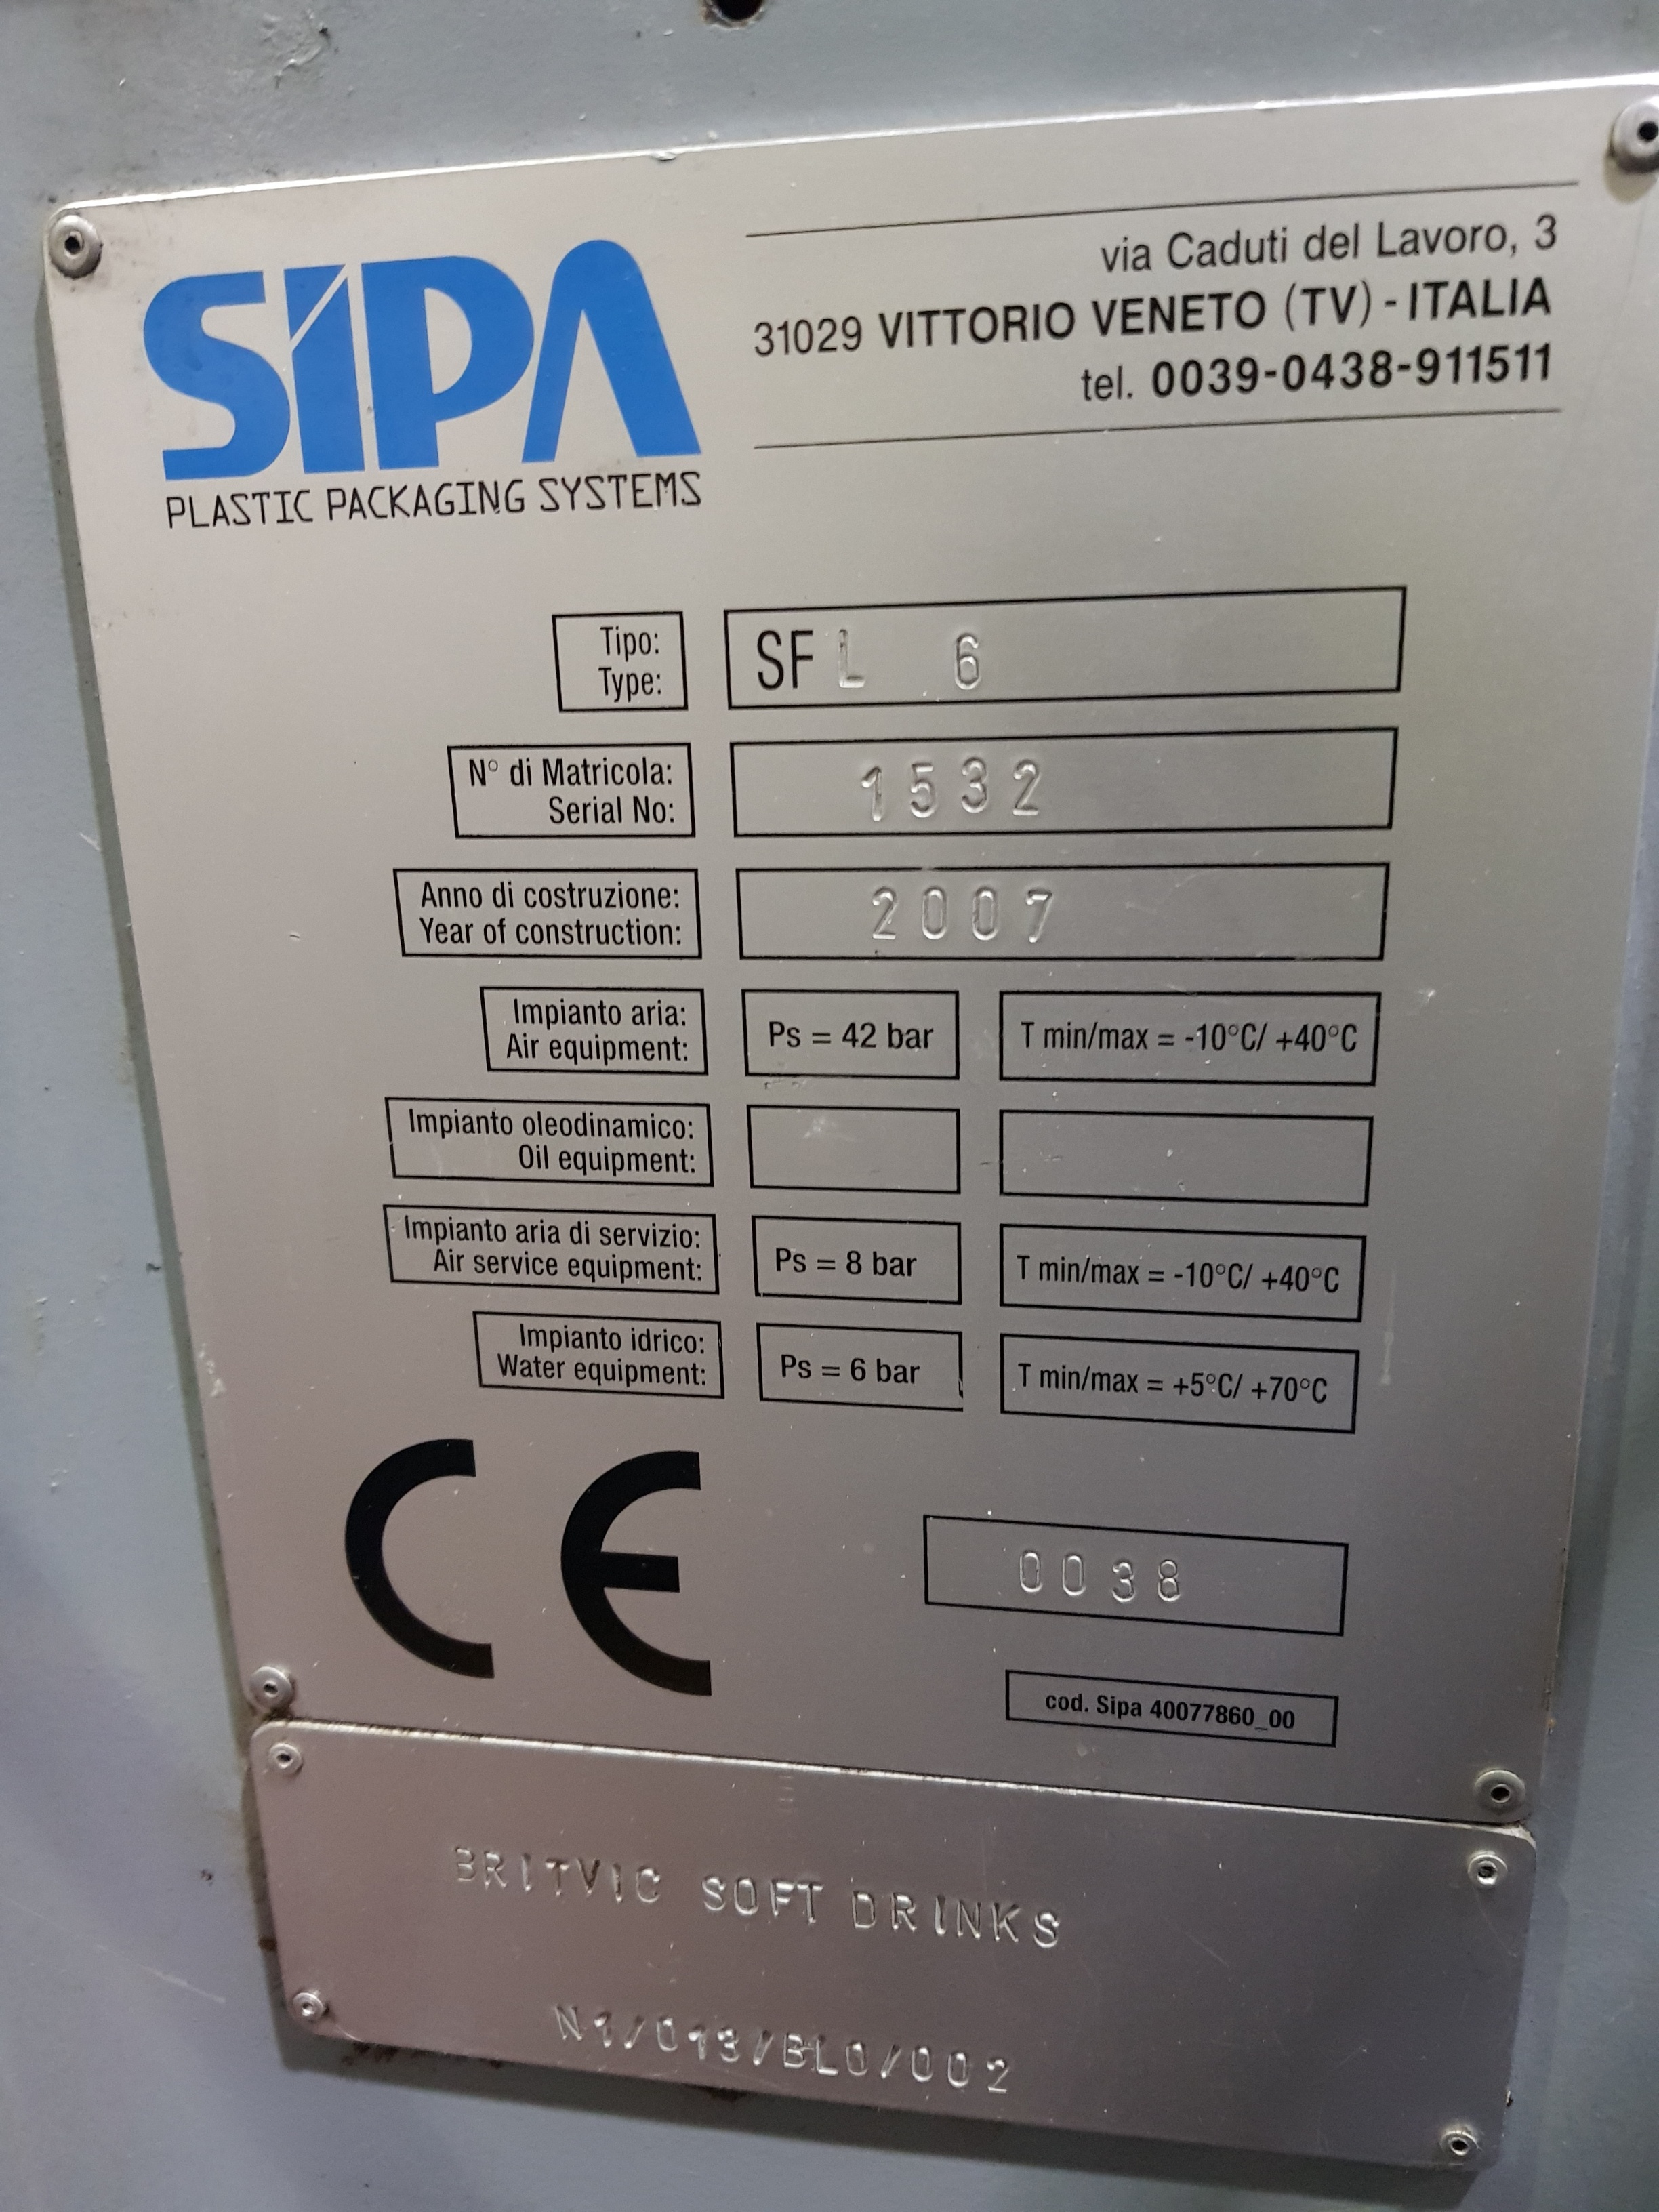 SIPA
PLASTIC PACKAGING SYSTEMS
via Caduti del Lavoro, 3
31029 VITTORIO VENETO (TV) - ITALIA
tel. 0039-0438-911511
Tipo:
Type:
SFL 6
N° di Matricola:
Serial No:
1532
Anno di costruzione:
Year of construction:
2007
Impianto aria:
Air equipment:
Ps = 42 bar
T min/max = -10°C/ +40°C
Impianto oleodinamico:
Oil equipment:
Impianto aria di servizio:
Air service equipment:
Ps = 8 bar
T min/max = -10°C/ +40°C
Impianto idrico:
Water equipment:
Ps = 6 bar
T min/max = +5°C/ +70°C
CE
0038
cod. Sipa 40077860_00
BRITVIC SOFT DRINKS
N1/013/BLO/002